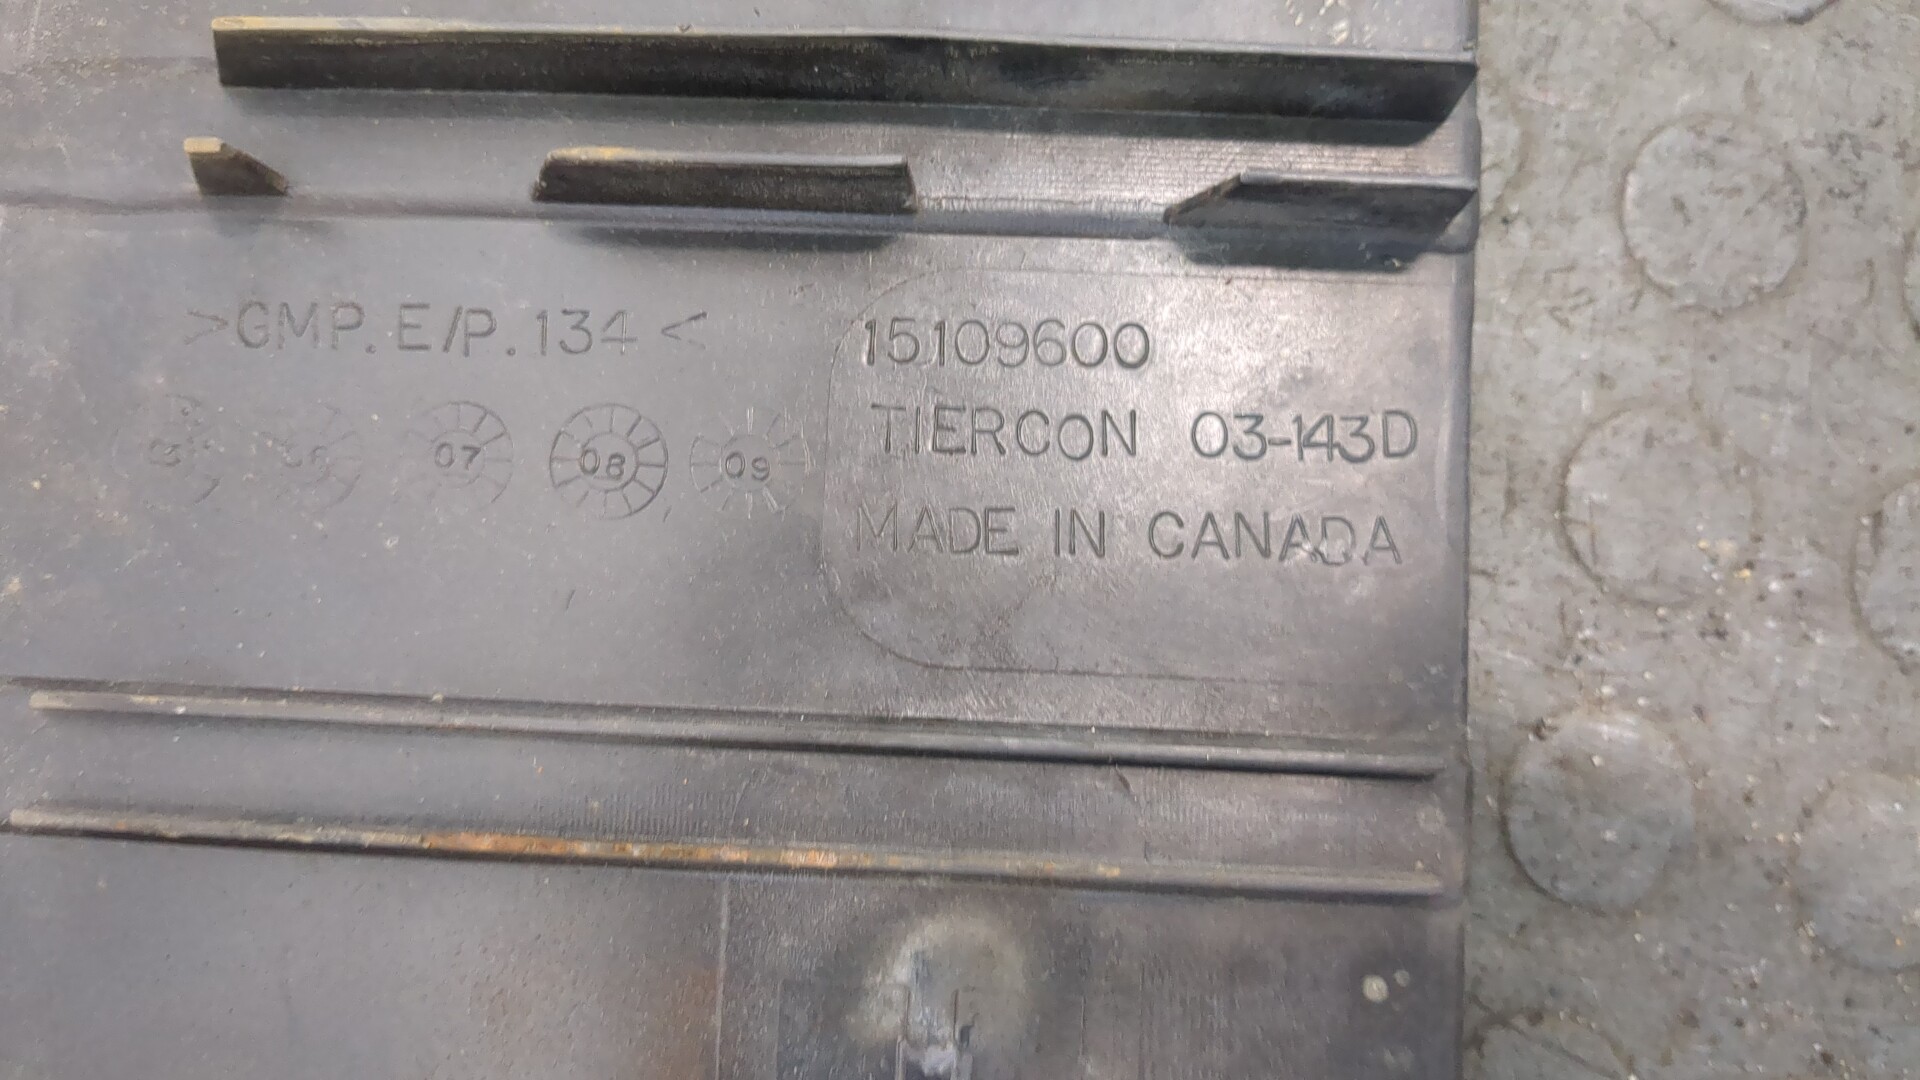 >GMP.E/P.134<
07 08 09
15109600
TIERCON 03-143D
MADE IN CANADA